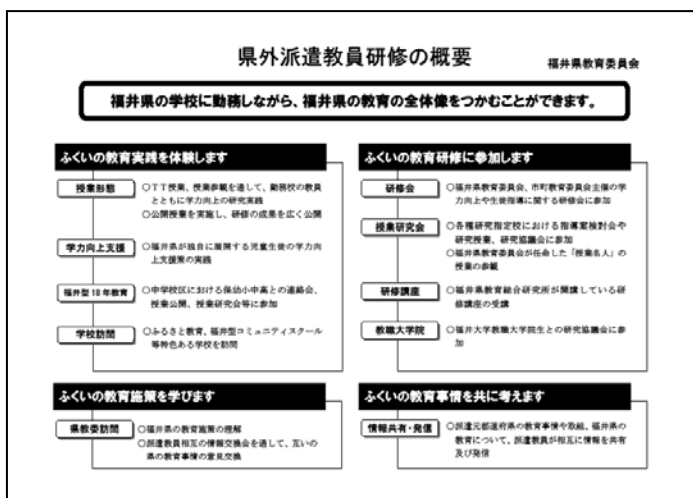 県外派遣教員研修の概要
福井県教育委員会
福井県の学校に勤務しながら、福井県の教育の全体像をつかむことができます。
ふくいの教育実践を体験します
授業形態
○TT授業、授業参観を通して、勤務校の教員
とともに学力向上の研究実践
○公開授業を実施し、研修の成果を広く公開
学力向上支援
○福井県が独自に展開する児童生徒の学力向
上支援策の実践
福井型18年教育
○中学校区における保幼小中高との連絡会、
授業公開、授業研究会等に参加
学校訪問
○ふるさと教育、福井型コミュニティスクール
等特色ある学校を訪問
ふくいの教育研修に参加します
研修会
○福井県教育委員会、市町教育委員会主催の学
力向上や生徒指導に関する研修会に参加
授業研究会
○各種研究指定校における指導案検討会や
研究授業、研究協議会に参加
○福井県教育委員会が任命した「授業名人」の
授業の参観
研修講座
○福井県教育総合研究所が開講している研
修講座の受講
教職大学院
○福井大学教職大学院生との研究協議会に参
加
ふくいの教育施策を学びます
県教委訪問
○福井県の教育施策の理解
○派遣教員相互の情報交換会を通して、互いの
県の教育事情の意見交換
ふくいの教育事情を共に考えます
情報共有・発信
○派遣元都道府県の教育事情や取組、福井県の
教育について、派遣教員が相互に情報を共有
及び発信